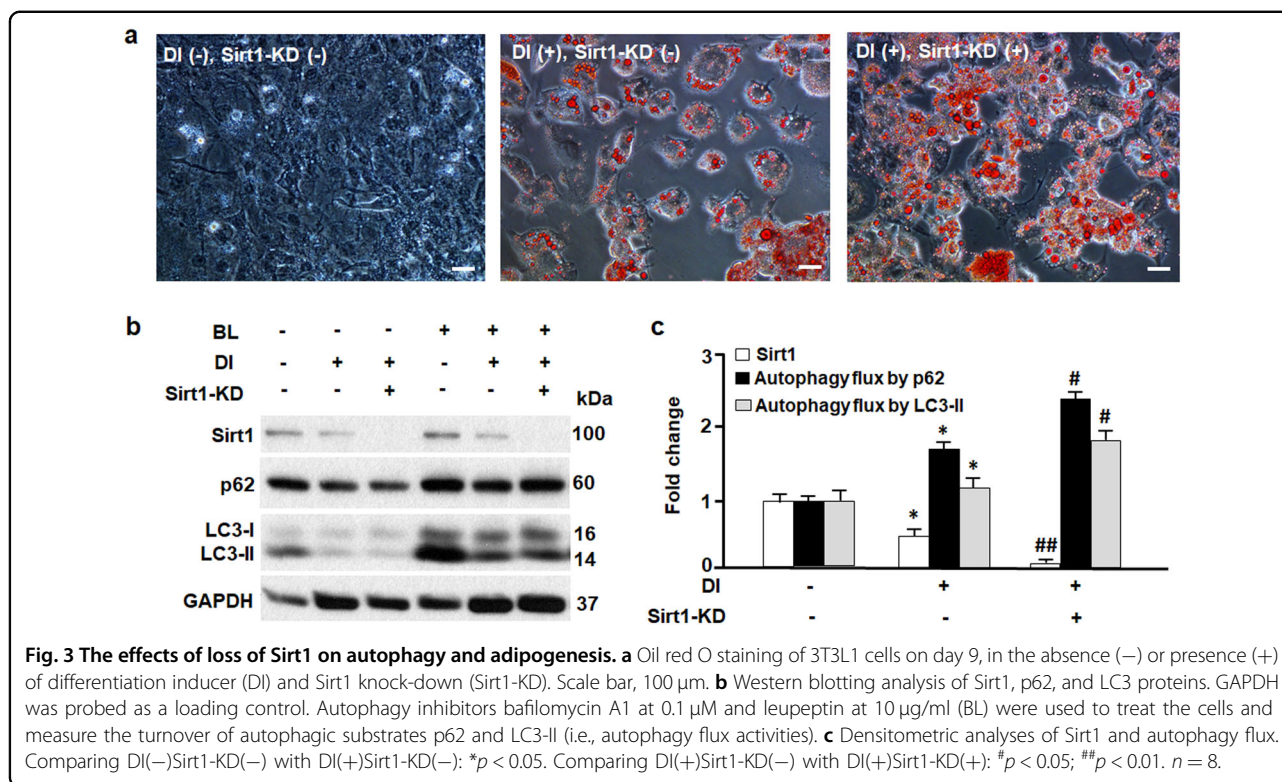 a
DI (-), Sirt1-KD (-)
DI (+), Sirt1-KD (-)
DI (+), Sirt1-KD (+)
b
BL - - - + + +
DI - + + - + +
Sirt1-KD - - + - - +
kDa
Sirt1 100
p62 60
LC3-I 16
LC3-II 14
GAPDH 37
c
Fold change
3
2
1
0
Sirt1
Autophagy flux by p62
Autophagy flux by LC3-II
* * *
## # #
DI - + +
Sirt1-KD - - +
Fig. 3 The effects of loss of Sirt1 on autophagy and adipogenesis. a Oil red O staining of 3T3L1 cells on day 9, in the absence (−) or presence (+)
of differentiation inducer (DI) and Sirt1 knock-down (Sirt1-KD). Scale bar, 100 μm. b Western blotting analysis of Sirt1, p62, and LC3 proteins. GAPDH
was probed as a loading control. Autophagy inhibitors bafilomycin A1 at 0.1 μM and leupeptin at 10 μg/ml (BL) were used to treat the cells and
measure the turnover of autophagic substrates p62 and LC3-II (i.e., autophagy flux activities). c Densitometric analyses of Sirt1 and autophagy flux.
Comparing DI(−)Sirt1-KD(−) with DI(+)Sirt1-KD(−): *p < 0.05. Comparing DI(+)Sirt1-KD(−) with DI(+)Sirt1-KD(+): #p < 0.05; ##p < 0.01. n = 8.